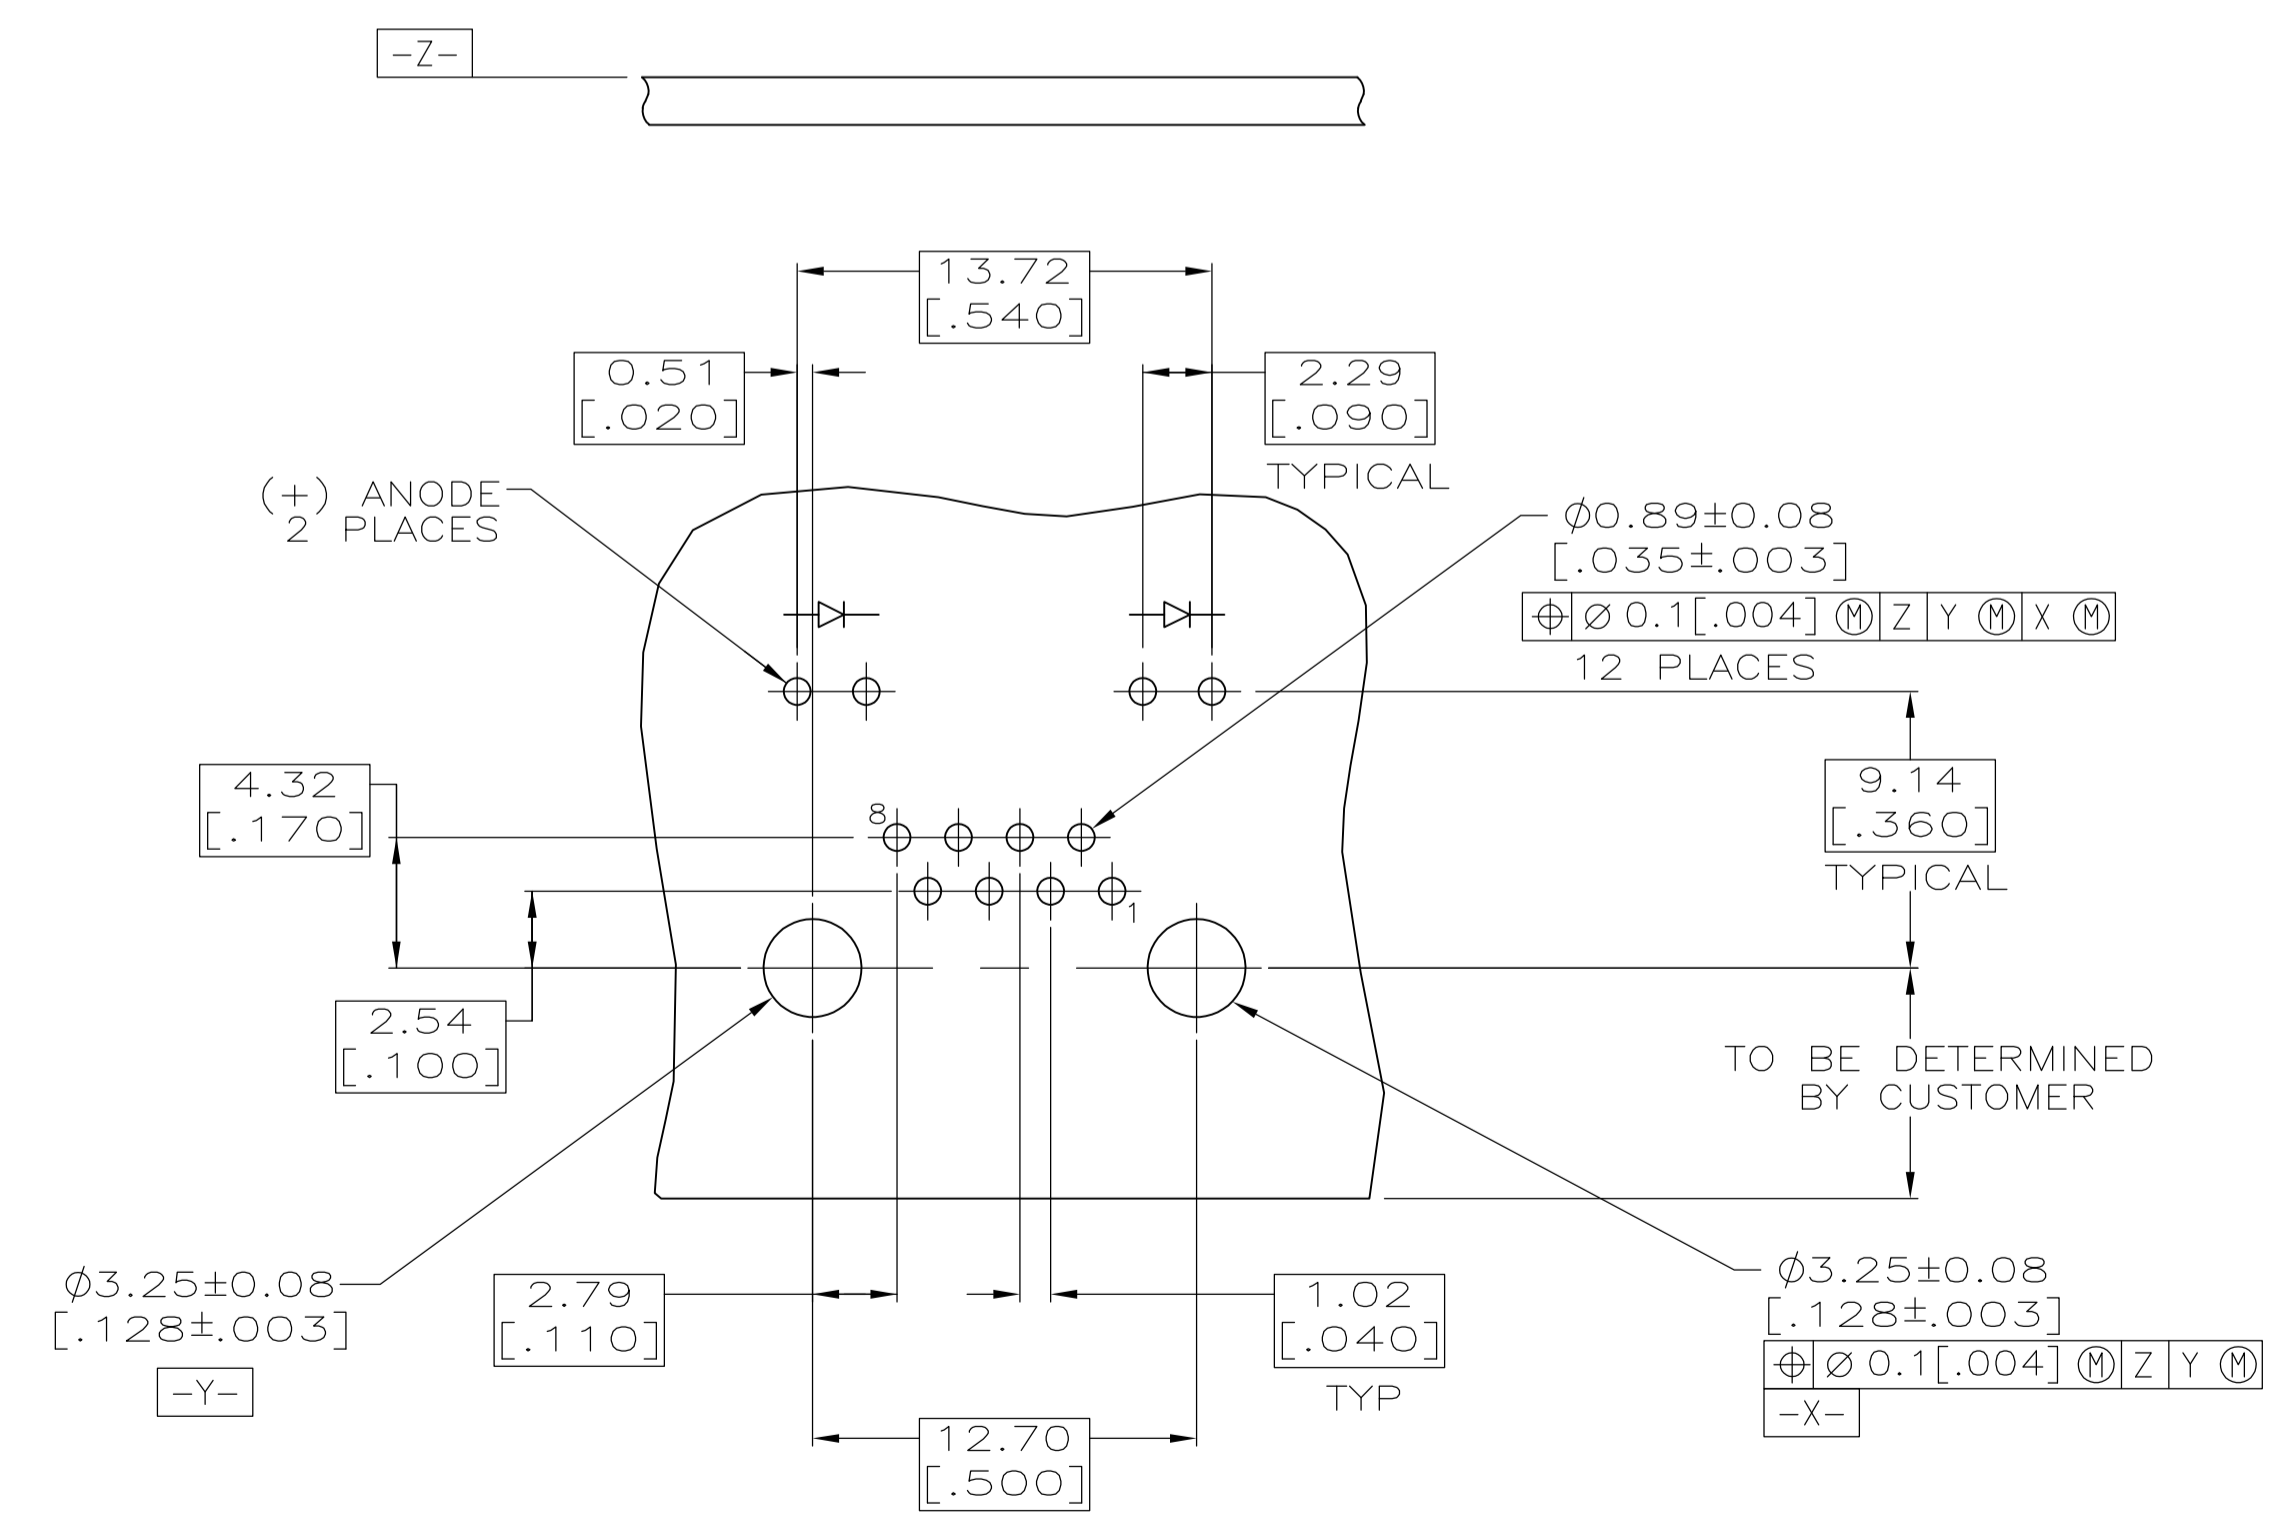 -Z-
13.72
[.540]
0.51
[.020]
2.29
[.090]
TYPICAL
(+) ANODE
2 PLACES
⌀0.89±0.08
[.035±.003]
⌖ ⌀ 0.1[.004] Ⓜ Z Y Ⓜ X Ⓜ
12 PLACES
4.32
[.170]
9.14
[.360]
TYPICAL
8
1
2.54
[.100]
TO BE DETERMINED
BY CUSTOMER
⌀3.25±0.08
[.128±.003]
-Y-
2.79
[.110]
1.02
[.040]
TYP
⌀3.25±0.08
[.128±.003]
⌖ ⌀ 0.1[.004] Ⓜ Z Y Ⓜ
-X-
12.70
[.500]